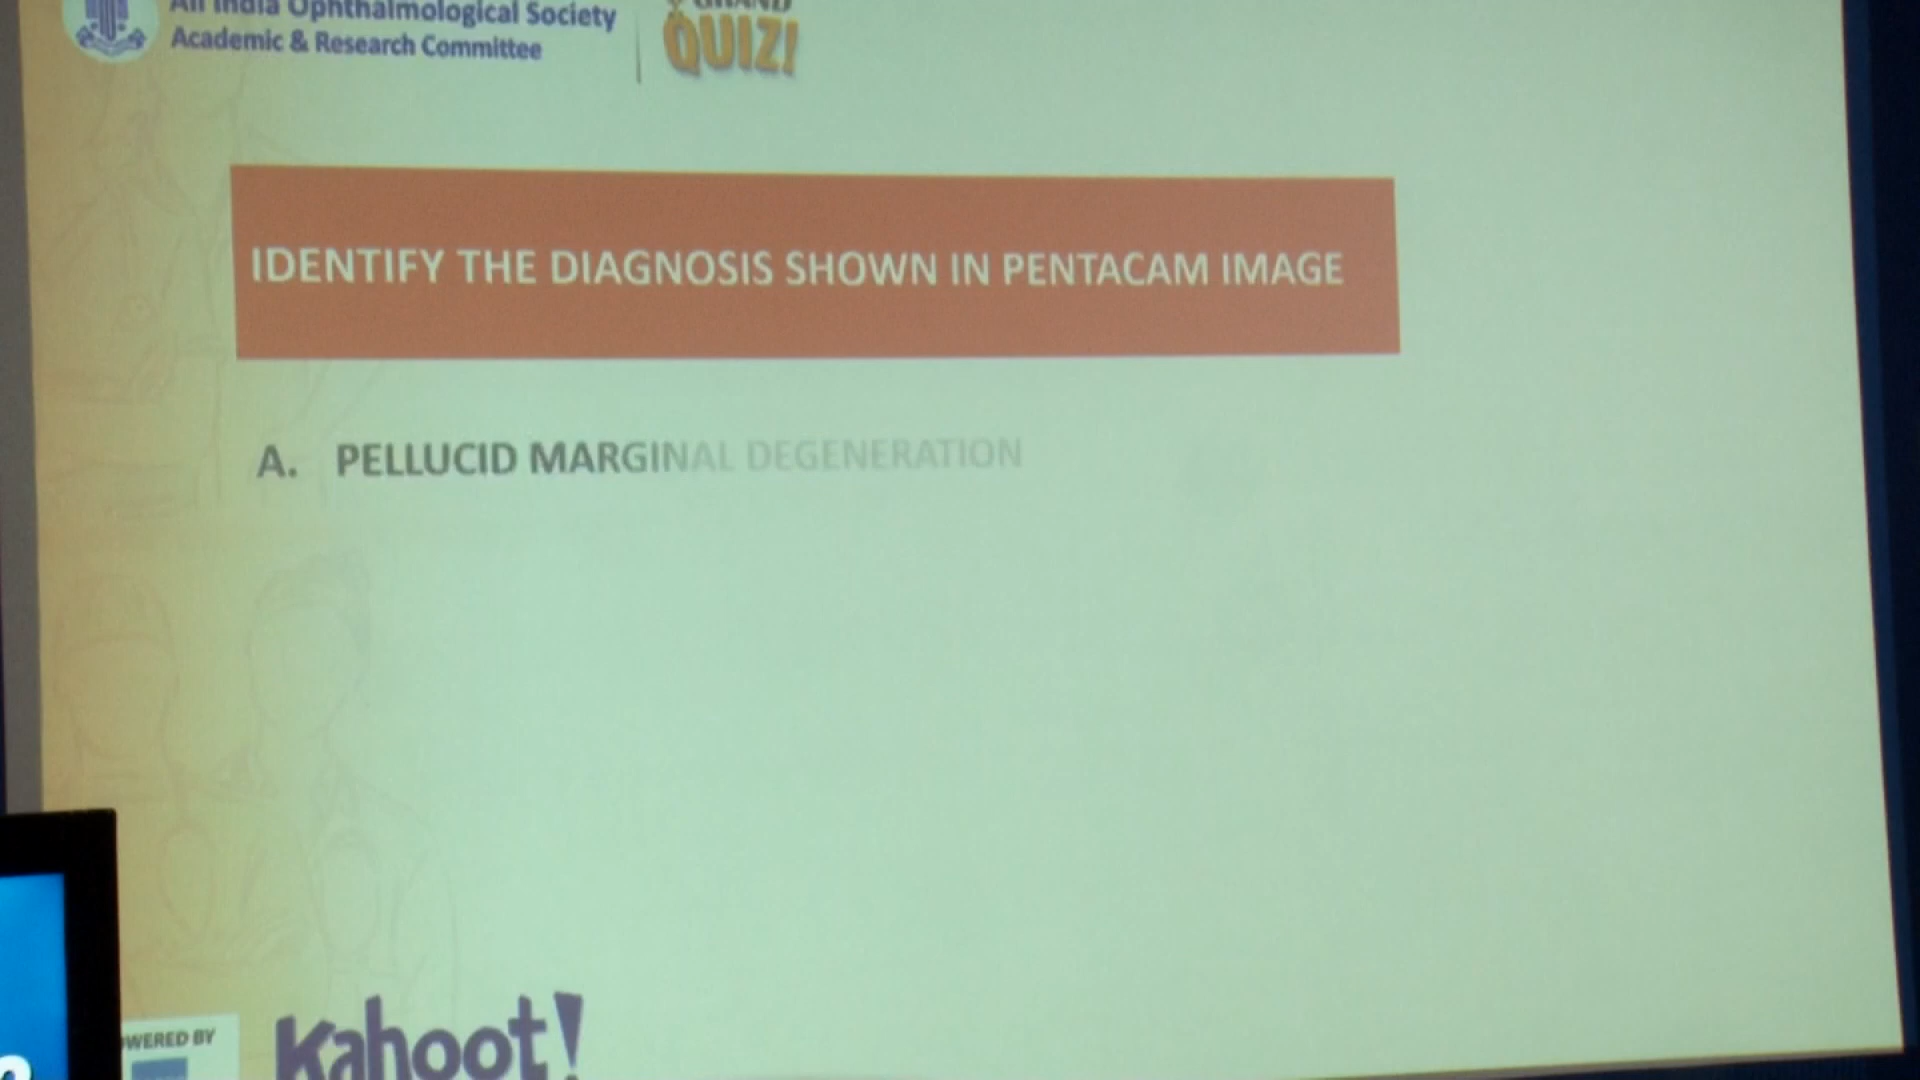 All India Ophthalmological Society
Academic & Research Committee
GRAND
QUIZ!
IDENTIFY THE DIAGNOSIS SHOWN IN PENTACAM IMAGE
A. PELLUCID MARGINAL DEGENERATION
WERED BY
Kahoot!